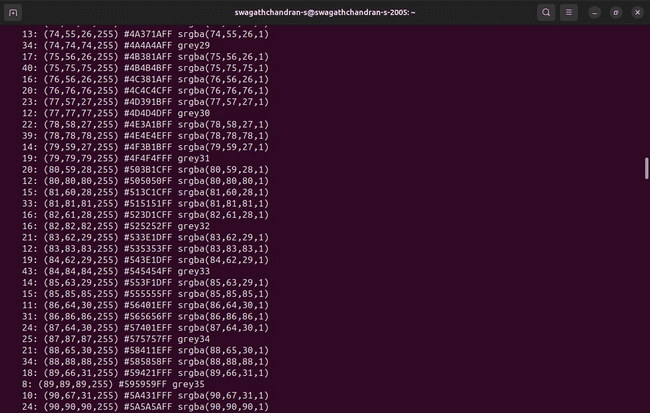 swagathchandran-s@swagathchandran-s-2005: ~
13: (74,55,26,255) #4A371AFF srgba(74,55,26,1)
34: (74,74,74,255) #4A4A4AFF grey29
17: (75,56,26,255) #4B381AFF srgba(75,56,26,1)
40: (75,75,75,255) #4B4B4BFF srgba(75,75,75,1)
16: (76,56,26,255) #4C381AFF srgba(76,56,26,1)
20: (76,76,76,255) #4C4C4CFF srgba(76,76,76,1)
23: (77,57,27,255) #4D391BFF srgba(77,57,27,1)
12: (77,77,77,255) #4D4D4DFF grey30
22: (78,58,27,255) #4E3A1BFF srgba(78,58,27,1)
39: (78,78,78,255) #4E4E4EFF srgba(78,78,78,1)
14: (79,59,27,255) #4F3B1BFF srgba(79,59,27,1)
19: (79,79,79,255) #4F4F4FFF grey31
20: (80,59,28,255) #503B1CFF srgba(80,59,28,1)
12: (80,80,80,255) #505050FF srgba(80,80,80,1)
15: (81,60,28,255) #513C1CFF srgba(81,60,28,1)
33: (81,81,81,255) #515151FF srgba(81,81,81,1)
16: (82,61,28,255) #523D1CFF srgba(82,61,28,1)
16: (82,82,82,255) #525252FF grey32
21: (83,62,29,255) #533E1DFF srgba(83,62,29,1)
12: (83,83,83,255) #535353FF srgba(83,83,83,1)
19: (84,62,29,255) #543E1DFF srgba(84,62,29,1)
43: (84,84,84,255) #545454FF grey33
14: (85,63,29,255) #553F1DFF srgba(85,63,29,1)
15: (85,85,85,255) #555555FF srgba(85,85,85,1)
11: (86,64,30,255) #56401EFF srgba(86,64,30,1)
31: (86,86,86,255) #565656FF srgba(86,86,86,1)
24: (87,64,30,255) #57401EFF srgba(87,64,30,1)
25: (87,87,87,255) #575757FF grey34
21: (88,65,30,255) #58411EFF srgba(88,65,30,1)
34: (88,88,88,255) #585858FF srgba(88,88,88,1)
18: (89,66,31,255) #59421FFF srgba(89,66,31,1)
8: (89,89,89,255) #595959FF grey35
10: (90,67,31,255) #5A431FFF srgba(90,67,31,1)
24: (90,90,90,255) #5A5A5AFF srgba(90,90,90,1)